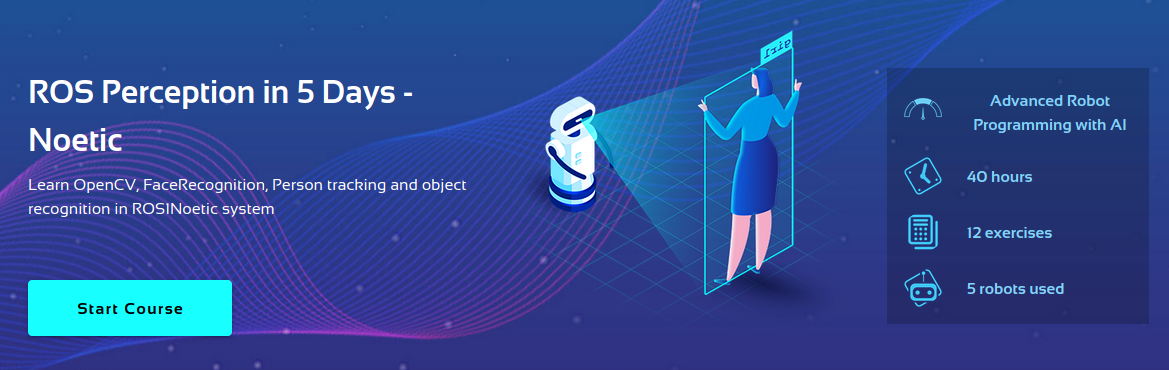 ROS Perception in 5 Days -
Noetic
Learn OpenCV, FaceRecognition, Person tracking and object
recognition in ROS1Noetic system
Start Course
Advanced Robot
Programming with AI
40 hours
12 exercises
5 robots used